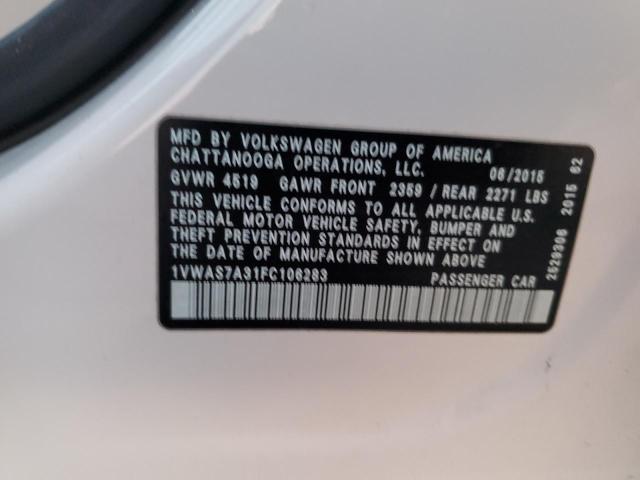 MFD BY VOLKSWAGEN GROUP OF AMERICA
CHATTANOOGA OPERATIONS, LLC. 06/2015
GVWR 4519 GAWR FRONT 2359 / REAR 2271 LBS
THIS VEHICLE CONFORMS TO ALL APPLICABLE U.S.
FEDERAL MOTOR VEHICLE SAFETY, BUMPER AND
THEFT PREVENTION STANDARDS IN EFFECT ON
THE DATE OF MANUFACTURE SHOWN ABOVE
1VWAS7A31FC106283 PASSENGER CAR
2529306 2015 62